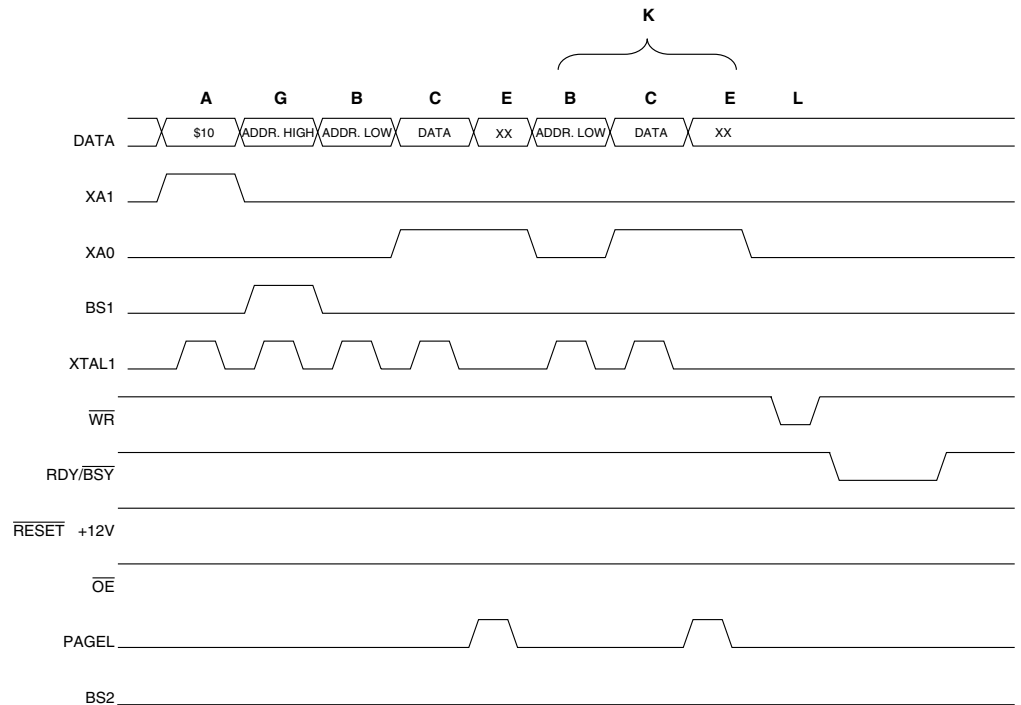 K
A G B C E B C E L
DATA $10 ADDR. HIGH ADDR. LOW DATA XX ADDR. LOW DATA XX
XA1
XA0
BS1
XTAL1
WR
RDY/BSY
RESET +12V
OE
PAGEL
BS2